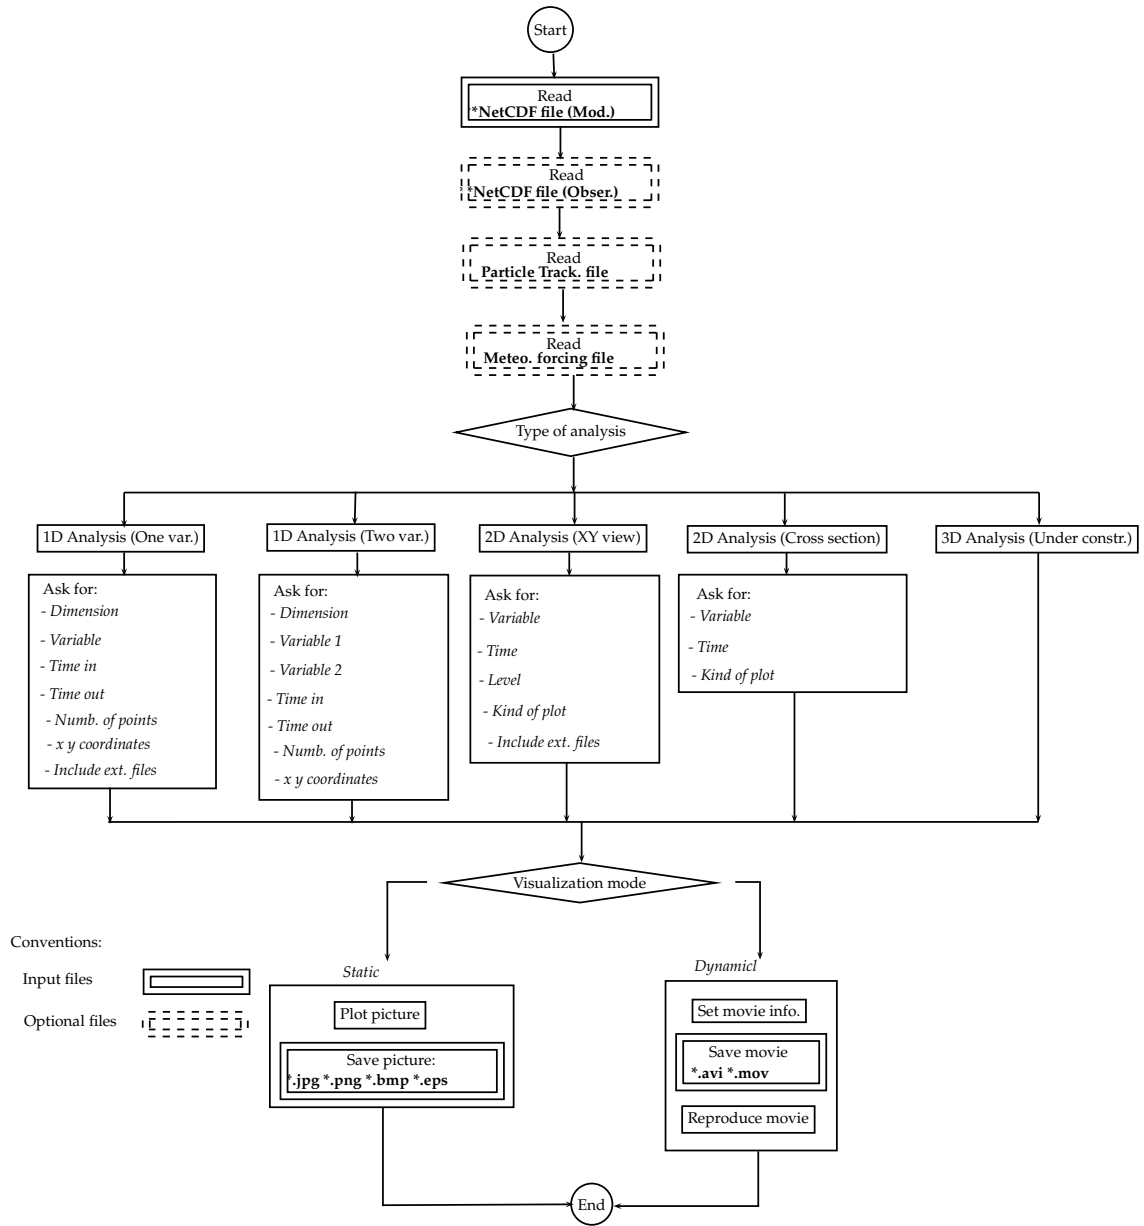 Start
Read
*NetCDF file (Mod.)
Read
*NetCDF file (Obser.)
Read
Particle Track. file
Read
Meteo. forcing file
Type of analysis
1D Analysis (One var.)
Ask for:
- Dimension
- Variable
- Time in
- Time out
- Numb. of points
- x y coordinates
- Include ext. files
1D Analysis (Two var.)
Ask for:
- Dimension
- Variable 1
- Variable 2
- Time in
- Time out
- Numb. of points
- x y coordinates
2D Analysis (XY view)
Ask for:
- Variable
- Time
- Level
- Kind of plot
- Include ext. files
2D Analysis (Cross section)
Ask for:
- Variable
- Time
- Kind of plot
3D Analysis (Under constr.)
Visualization mode
Conventions:
Input files
Optional files
Static
Plot picture
Save picture:
*.jpg *.png *.bmp *.eps
Dynamicl
Set movie info.
Save movie
*.avi *.mov
Reproduce movie
End